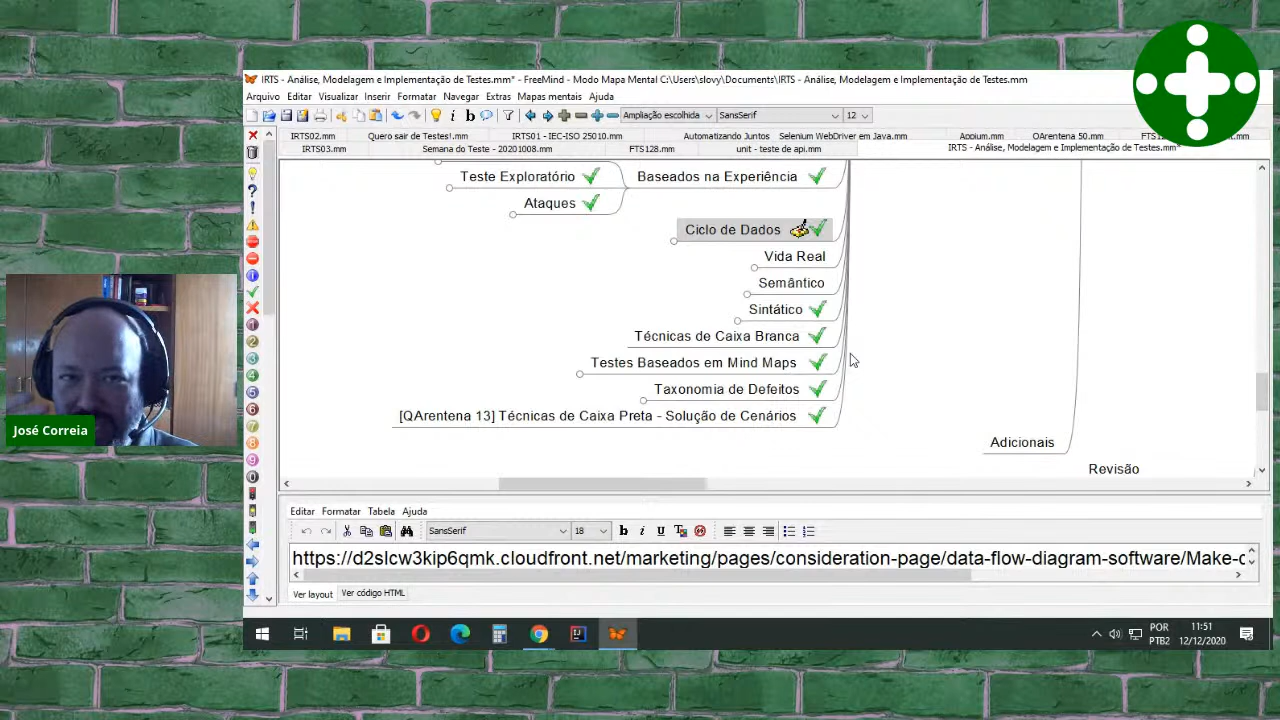 IRTS - Análise, Modelagem e Implementação de Testes.mm* - FreeMind - Modo Mapa Mental C:\Users\slovy\Documents\IRTS - Análise, Modelagem e Implementação de Testes.mm)
Arquivo Editar Visualizar Inserir Formatar Navegar Extras Mapas mentais Ajuda
Ampliação escolhida SansSerif 12
IRTS02.mm Quero sair de Testes!.mm IRTS01 - IEC-ISO 25010.mm Automatizando Juntos Selenium WebDriver em Java.mm Appium.mm QArentena 50.mm
IRTS03.mm Semana do Teste - 20201008.mm FTS128.mm unit - teste de api.mm IRTS - Análise, Modelagem e Implementação de Testes.mm*
Teste Exploratório Baseados na Experiência
Ataques
Ciclo de Dados
Vida Real
Semântico
Sintático
Técnicas de Caixa Branca
Testes Baseados em Mind Maps
Taxonomia de Defeitos
[QArentena 13] Técnicas de Caixa Preta - Solução de Cenários
Adicionais
Revisão
José Correia
Editar Formatar Tabela Ajuda
SansSerif 18
https://d2slcw3kip6qmk.cloudfront.net/marketing/pages/consideration-page/data-flow-diagram-software/Make-
Ver layout Ver código HTML
POR 11:51
PTB2 12/12/2020